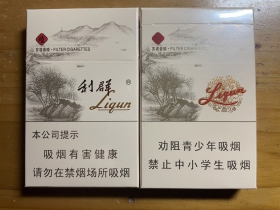 FILTER CIGARETTES
利群
Liqun
本公司提示
吸烟有害健康
请勿在禁烟场所吸烟
FILTER CIGARETTES
Liqun
劝阻青少年吸烟
禁止中小学生吸烟